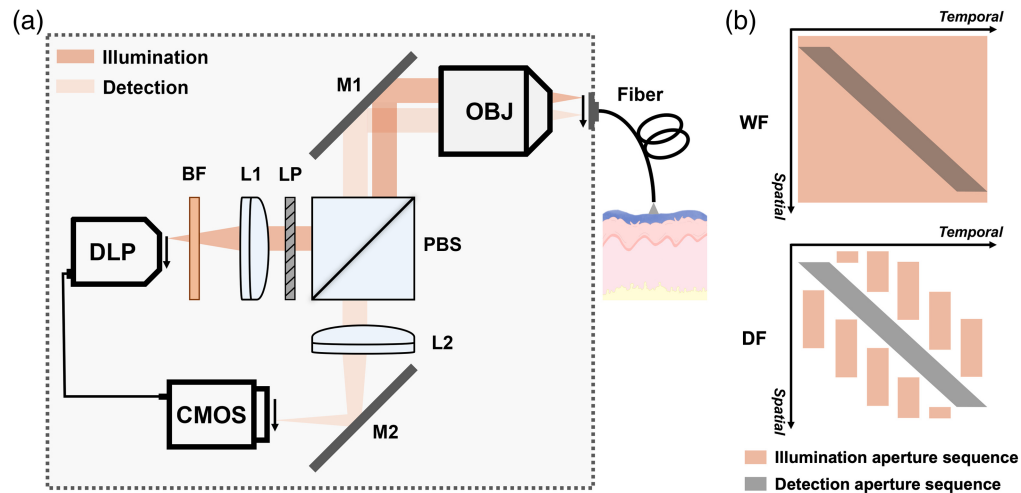 (a)
Illumination
Detection
M1
OBJ
Fiber
BF
L1
LP
DLP
PBS
L2
CMOS
M2
(b)
Temporal
WF
Spatial
Temporal
DF
Spatial
Illumination aperture sequence
Detection aperture sequence